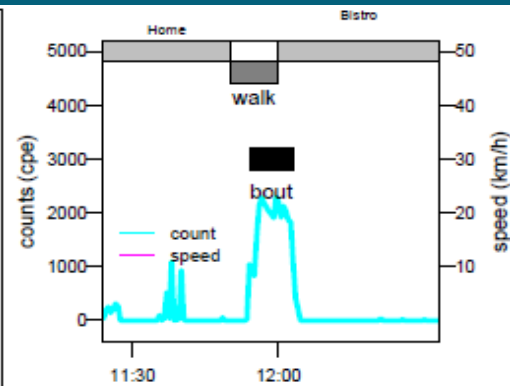 Bistro
Home
5000
50
4000
40
walk
3000
30
bout
2000
20
count
speed
1000
10
0
counts (cpe)
speed (km/h)
11:30
12:00